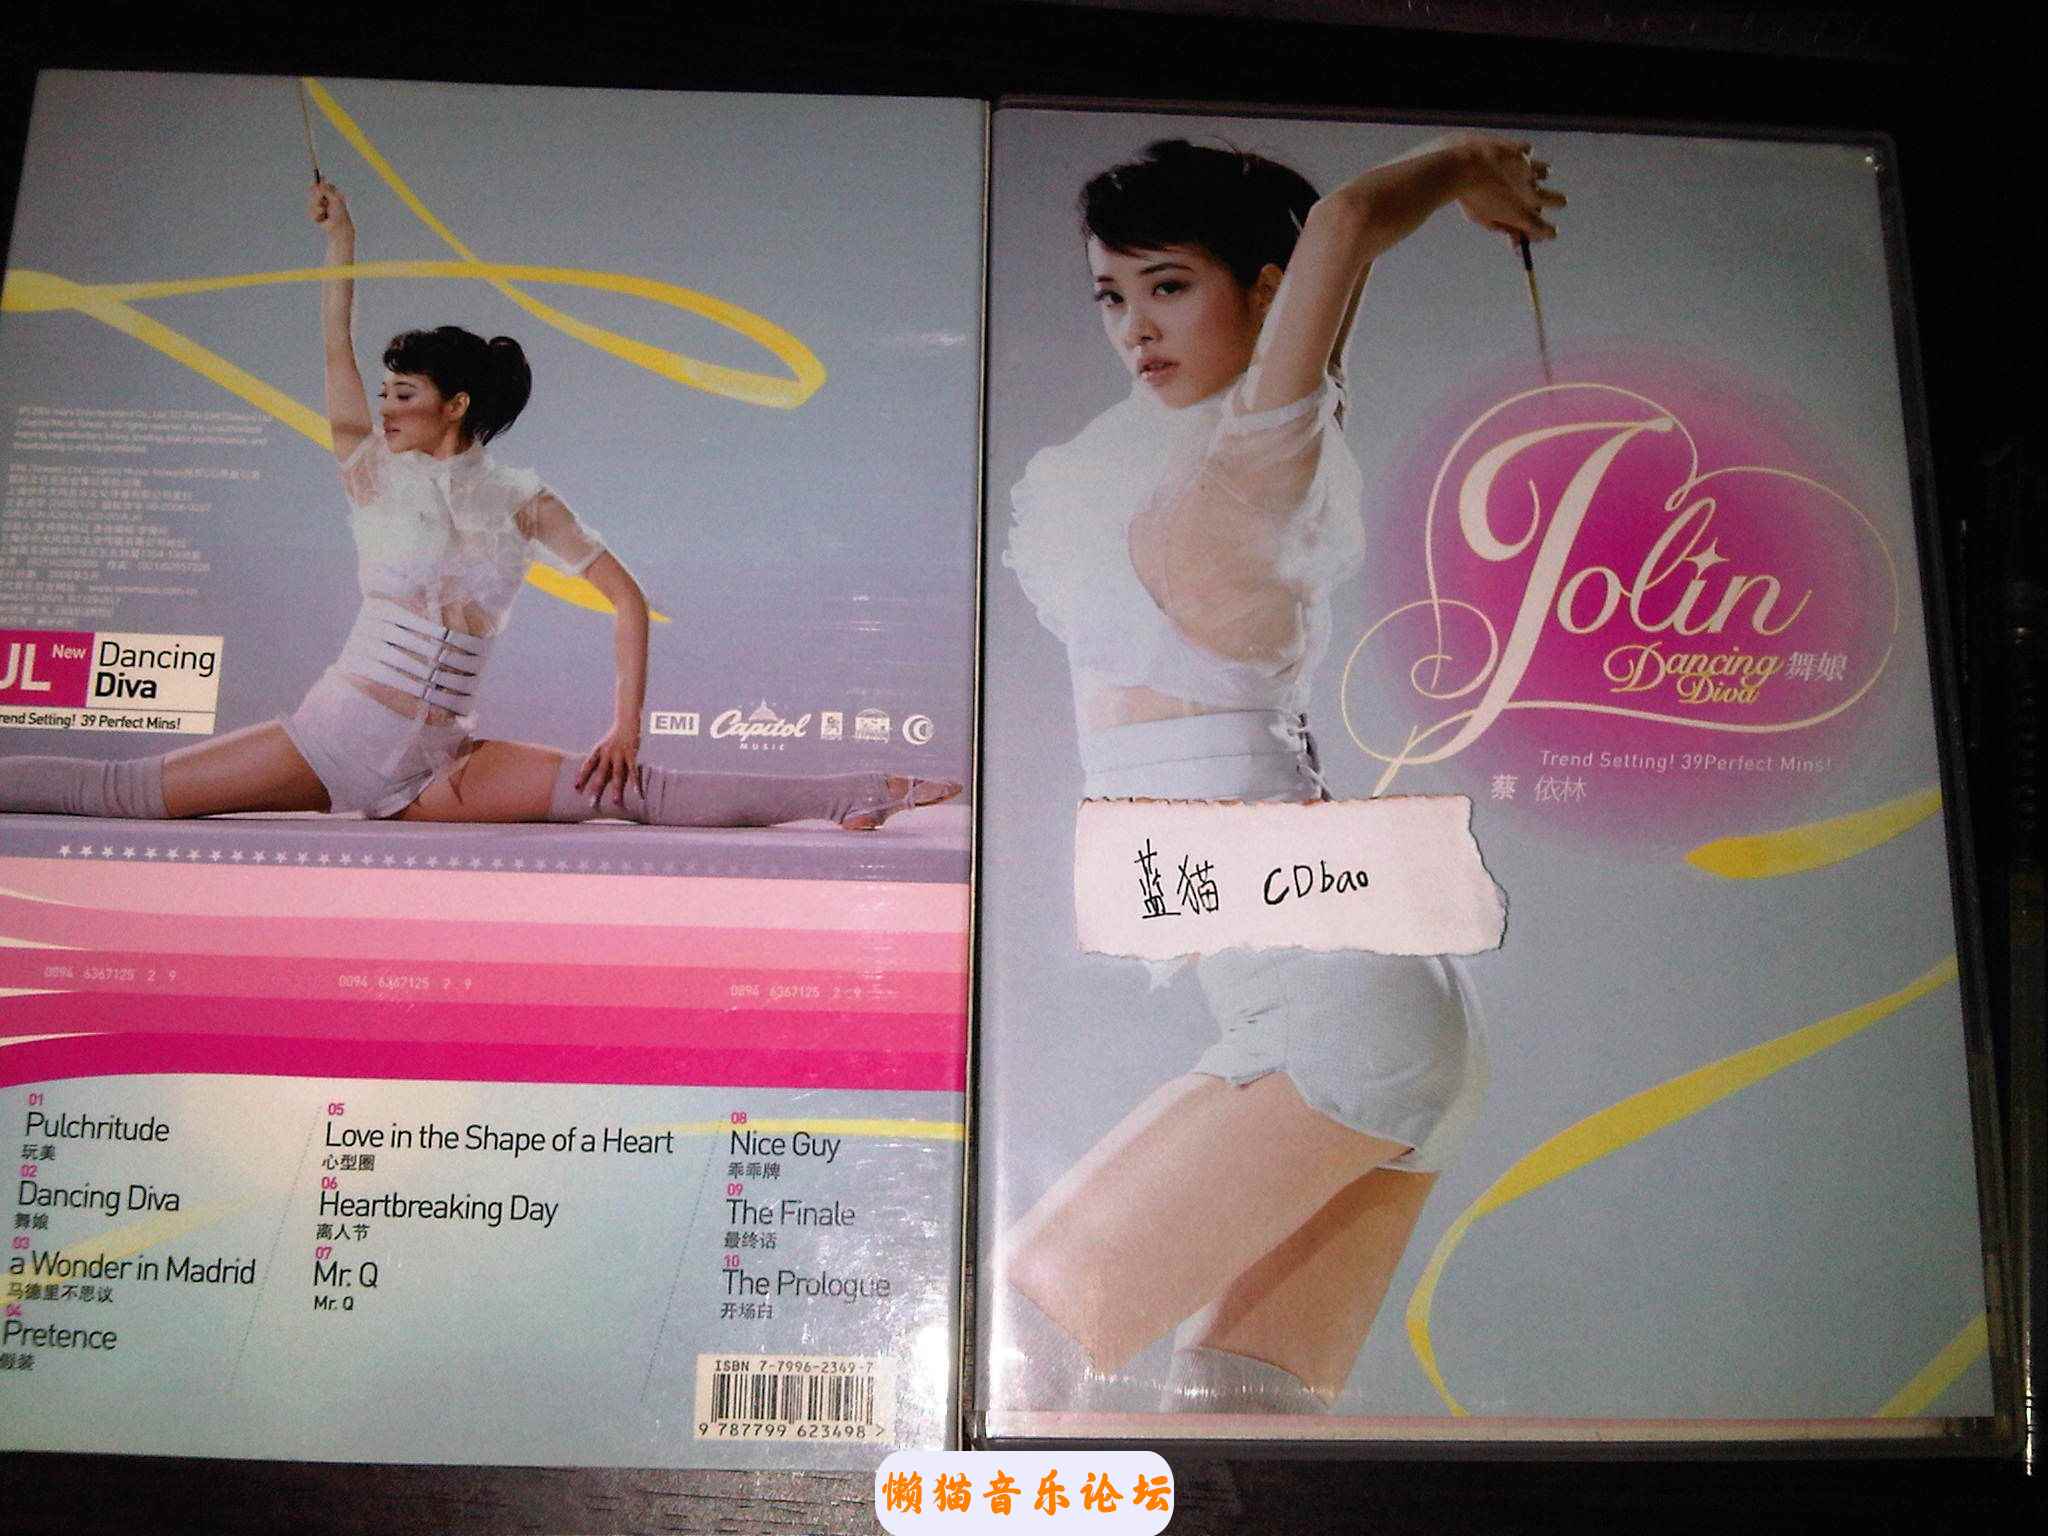 JL New
Dancing
Diva
rend Setting! 39 Perfect Mins!
EMI
Capitol
MUSIC
0094 6367125 2 9
0094 6367125 2 9
0094 6367125 2 9
01
Pulchritude
玩美
02
Dancing Diva
舞娘
03
a Wonder in Madrid
马德里不思议
04
Pretence
假装
05
Love in the Shape of a Heart
心型圈
06
Heartbreaking Day
离人节
07
Mr. Q
Mr. Q
08
Nice Guy
乖乖牌
09
The Finale
最终话
10
The Prologue
开场白
ISBN 7-7996-2349-7
9 787799 623498 >
Jolin
Dancing 舞娘
Diva
Trend Setting! 39Perfect Mins!
蔡 依林
蓝猫 CDbao
懒猫音乐论坛